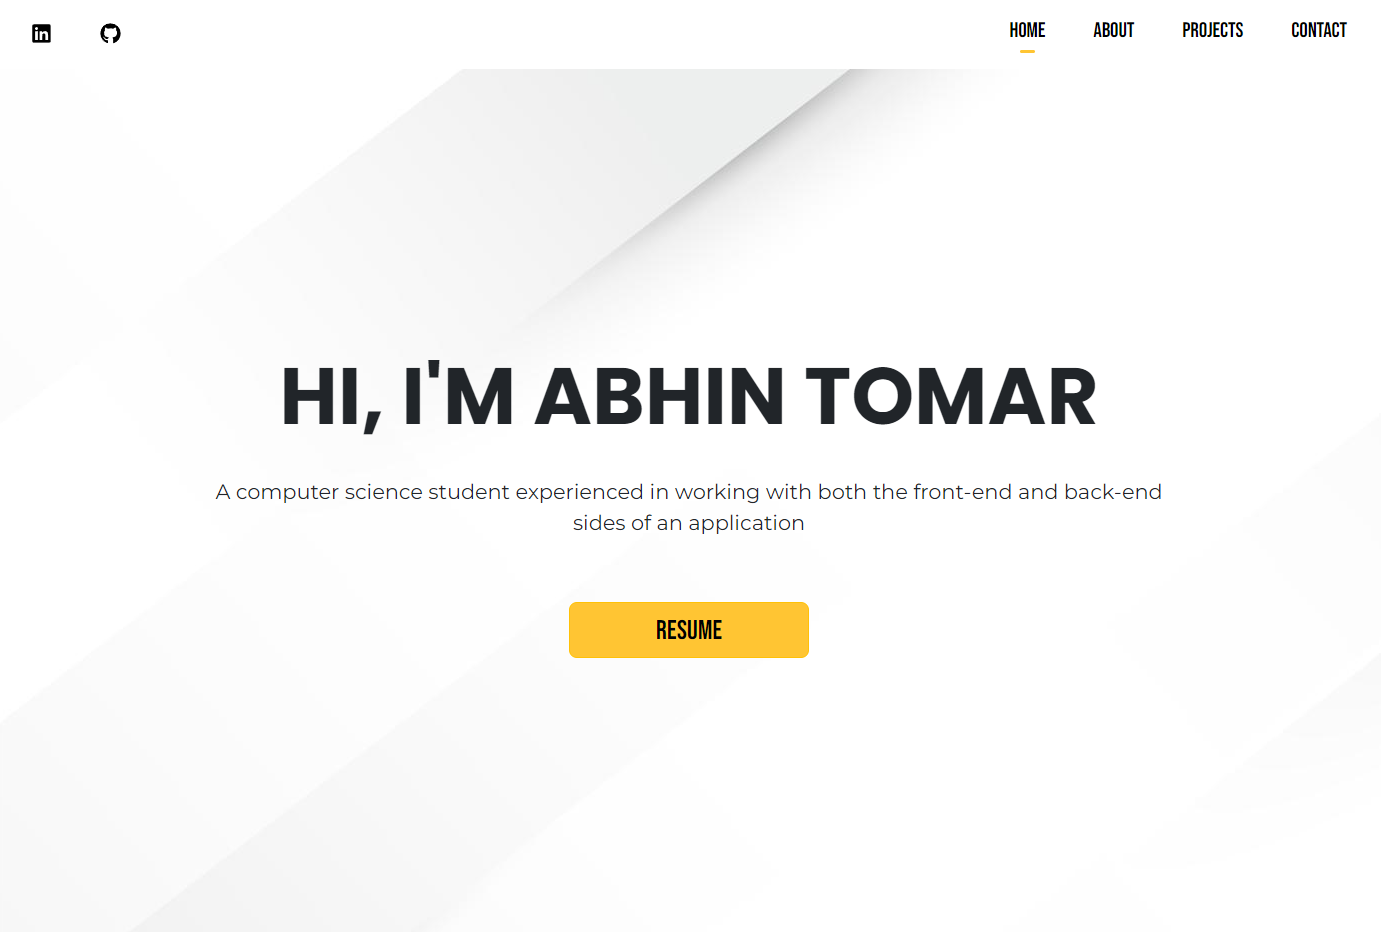 HOME ABOUT PROJECTS CONTACT
HI, I'M ABHIN TOMAR
A computer science student experienced in working with both the front-end and back-end
sides of an application
RESUME